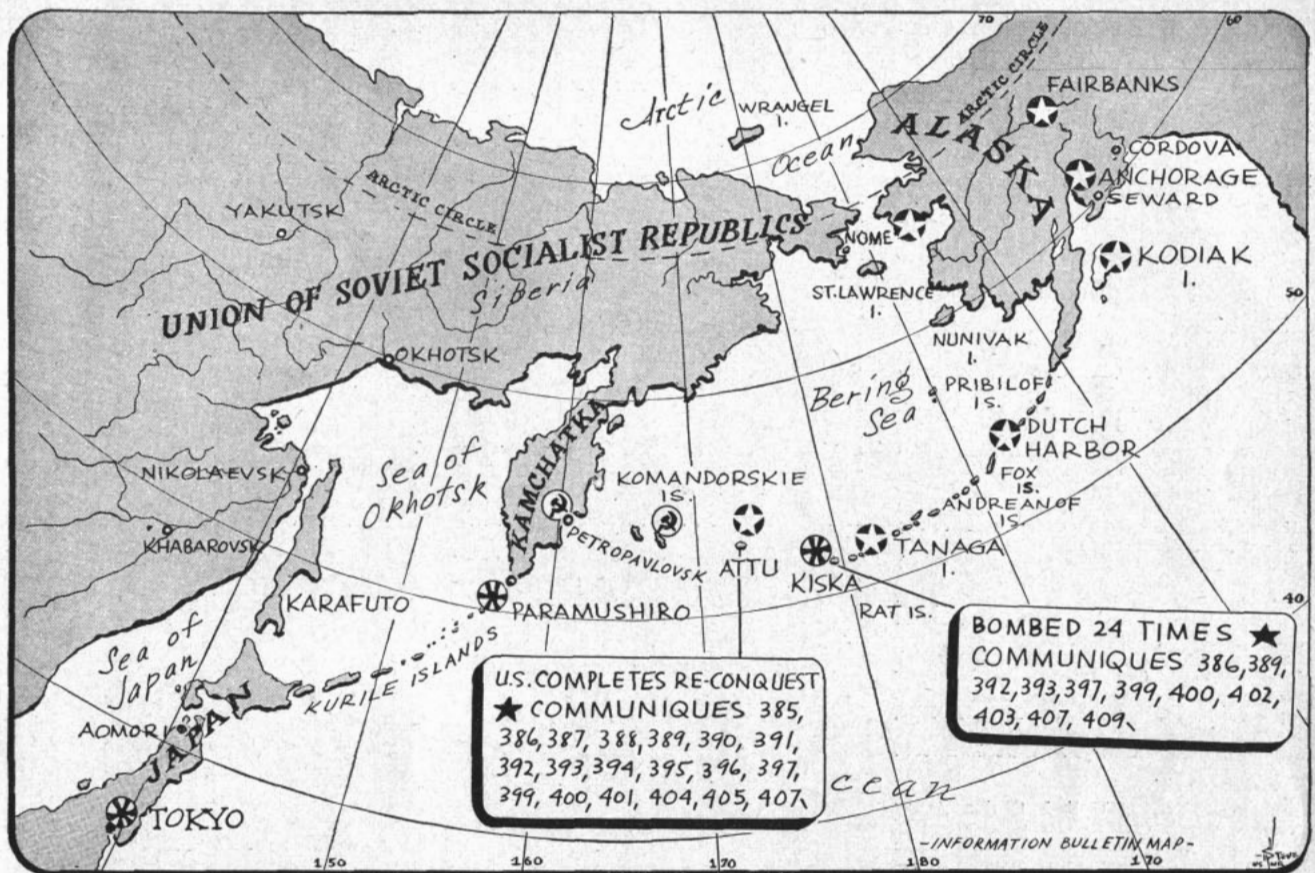 70
60
ARCTIC CIRCLE
FAIRBANKS
Arctic
WRANGEL
I.
Ocean
ALASKA
CORDOVA
ANCHORAGE
SEWARD
ARCTIC CIRCLE
YAKUTSK
UNION OF SOVIET SOCIALIST REPUBLICS
Siberia
NOME
ST. LAWRENCE
I.
KODIAK
I.
50
NUNIVAK
I.
OKHOTSK
PRIBILOF
IS.
Bering
Sea
DUTCH
HARBOR
FOX
IS.
ANDREANOF
IS.
NIKOLAEVSK
Sea of
Okhotsk
KAMCHATKA
KOMANDORSKIE
IS.
KHABAROVSK
PETROPAVLOVSK
ATTU
KISKA
TANAGA
I.
RAT IS.
40
KARAFUTO
PARAMUSHIRO
KURILE ISLANDS
Sea of
Japan
AOMORI
JAPAN
TOKYO
U.S. COMPLETES RE-CONQUEST
★ COMMUNIQUES 385,
386, 387, 388, 389, 390, 391,
392, 393, 394, 395, 396, 397,
399, 400, 401, 404, 405, 407.
BOMBED 24 TIMES ★
COMMUNIQUES 386, 389,
392, 393, 397, 399, 400, 402,
403, 407, 409.
cean
-INFORMATION BULLETIN MAP-
150
160
170
180
170